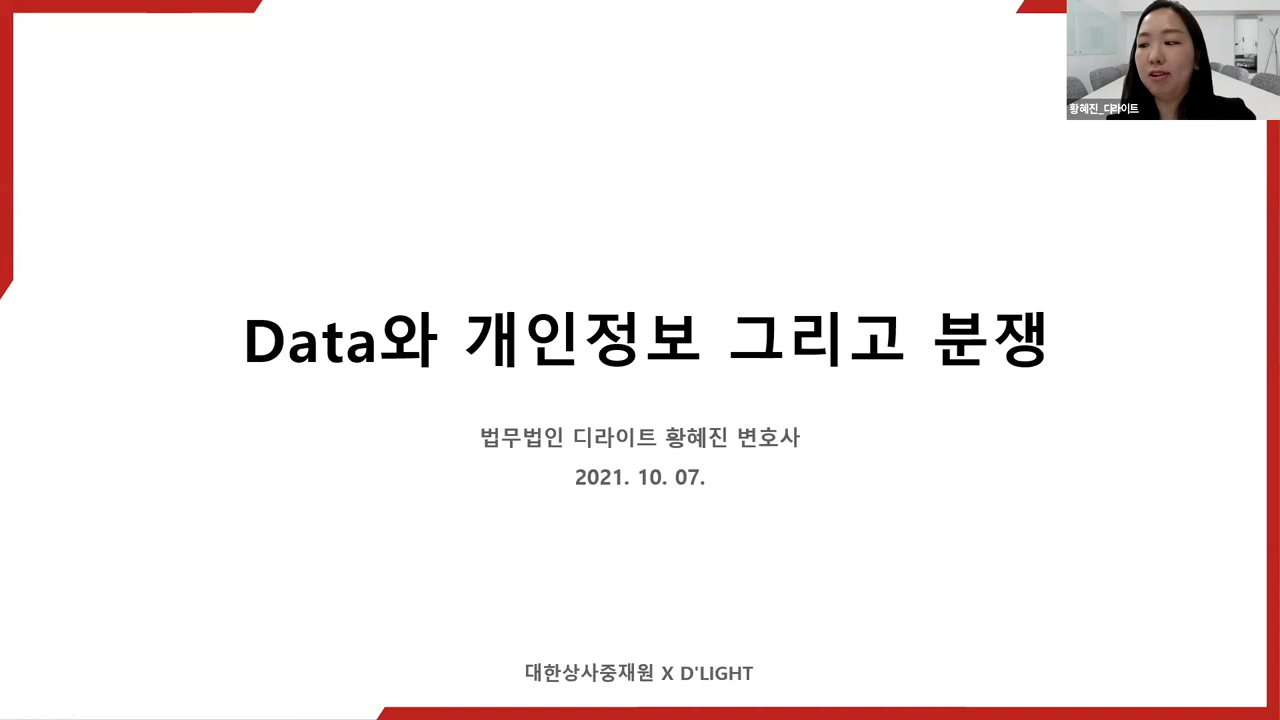 황혜진_디라이트
Data와 개인정보 그리고 분쟁
법무법인 디라이트 황혜진 변호사
2021. 10. 07.
대한상사중재원 X D'LIGHT